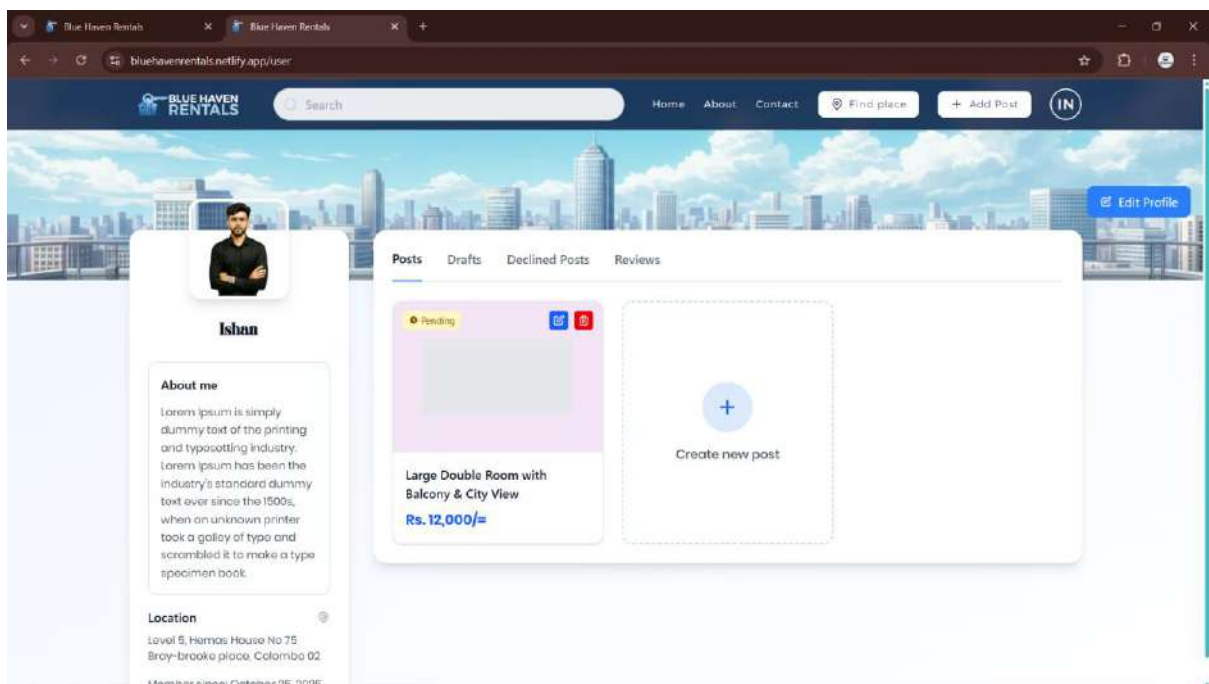 Blue Haven Rentals
Blue Haven Rentals
bluehavenrentals.netlify.app/user
BLUE HAVEN
RENTALS
Search
Home
About
Contact
Find place
+ Add Post
IN
Edit Profile
Ishan
About me
Lorem Ipsum is simply
dummy text of the printing
and typesetting industry.
Lorem Ipsum has been the
industry's standard dummy
text ever since the 1500s,
when an unknown printer
took a galley of type and
scrambled it to make a type
specimen book.
Location
Level 5, Hemas House No 75
Bray-brooke place, Colombo 02
Member since: October 25, 2025
Posts
Drafts
Declined Posts
Reviews
Pending
Large Double Room with
Balcony & City View
Rs. 12,000/=
+
Create new post